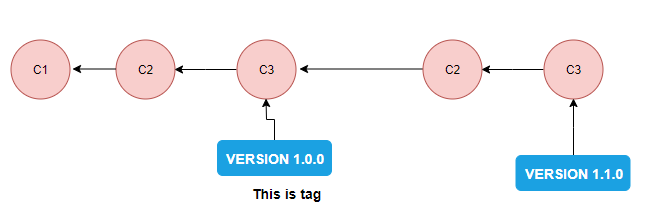 C1
C2
C3
C2
C3
VERSION 1.0.0
VERSION 1.1.0
This is tag